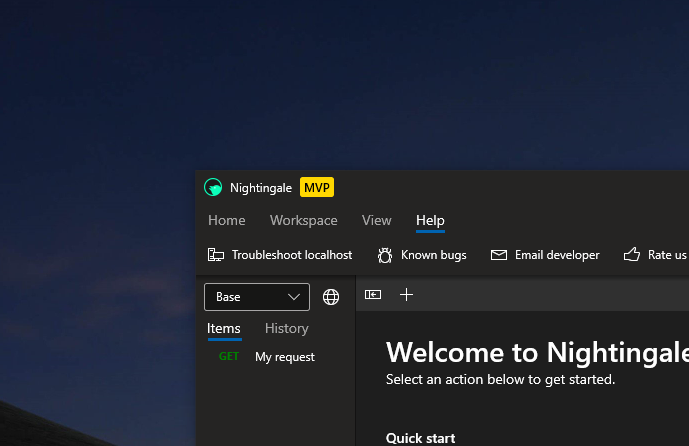 Nightingale MVP
Home Workspace View Help
Troubleshoot localhost Known bugs Email developer Rate us
Base
Items History
GET My request
Welcome to Nightingale
Select an action below to get started.
Quick start